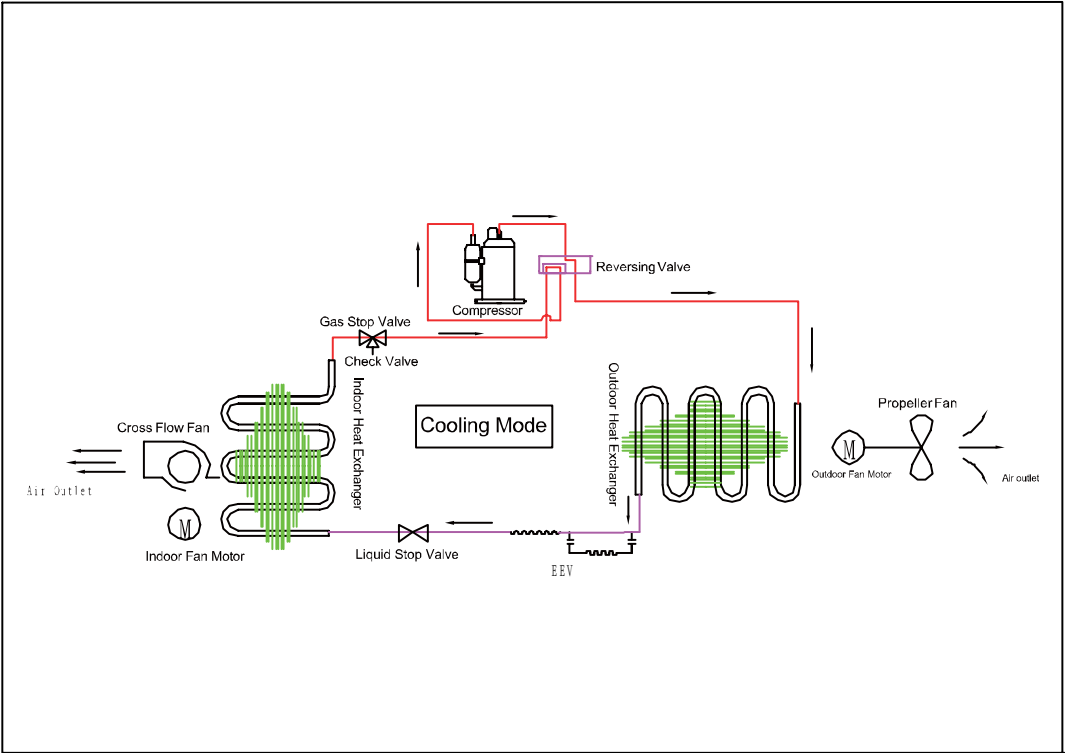 Reversing Valve
Compressor
Gas Stop Valve
Check Valve
Indoor Heat Exchanger
Outdoor Heat Exchanger
Cooling Mode
Propeller Fan
Cross Flow Fan
M
Outdoor Fan Motor
Air outlet
Air Outlet
M
Indoor Fan Motor
Liquid Stop Valve
EEV